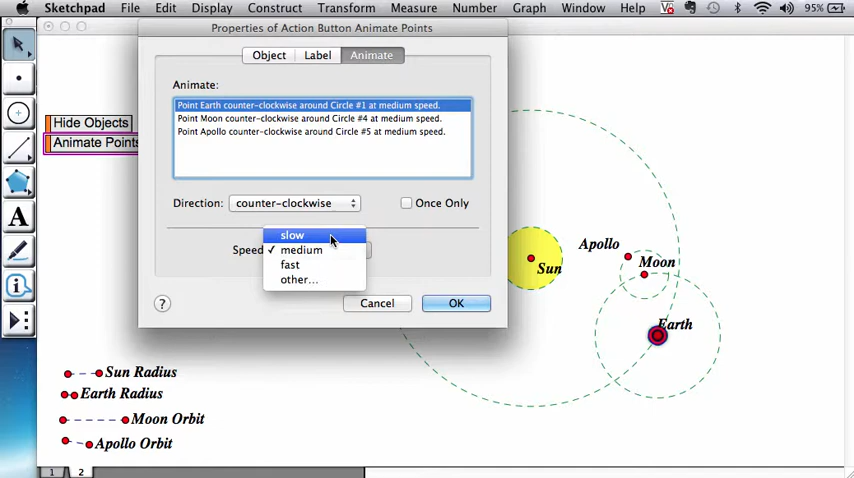 Sketchpad File Edit Display Construct Transform Measure Number Graph Window Help 95%
Properties of Action Button Animate Points
Object Label Animate
Animate:
Point Earth counter-clockwise around Circle #1 at medium speed.
Point Moon counter-clockwise around Circle #4 at medium speed.
Point Apollo counter-clockwise around Circle #5 at medium speed.
Direction: counter-clockwise Once Only
Speed
slow
✓ medium
fast
other...
? Cancel OK
Hide Objects
Animate Points
A
Apollo
Moon
Sun
Earth
Sun Radius
Earth Radius
Moon Orbit
Apollo Orbit
1 2